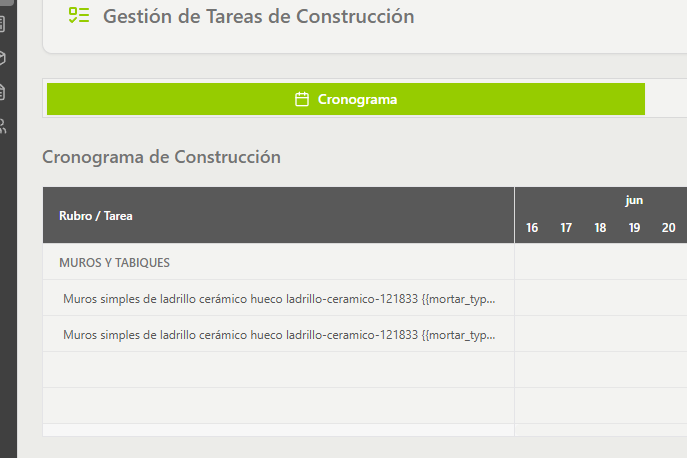 Gestión de Tareas de Construcción
Cronograma
Cronograma de Construcción
Rubro / Tarea
jun
16 17 18 19 20
MUROS Y TABIQUES
Muros simples de ladrillo cerámico hueco ladrillo-ceramico-121833 {{mortar_typ...
Muros simples de ladrillo cerámico hueco ladrillo-ceramico-121833 {{mortar_typ...